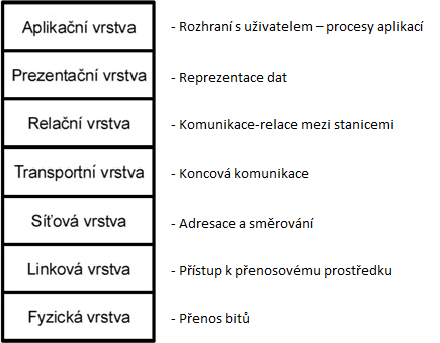 Aplikační vrstva - Rozhraní s uživatelem – procesy aplikací
Prezentační vrstva - Reprezentace dat
Relační vrstva - Komunikace-relace mezi stanicemi
Transportní vrstva - Koncová komunikace
Síťová vrstva - Adresace a směrování
Linková vrstva - Přístup k přenosovému prostředku
Fyzická vrstva - Přenos bitů